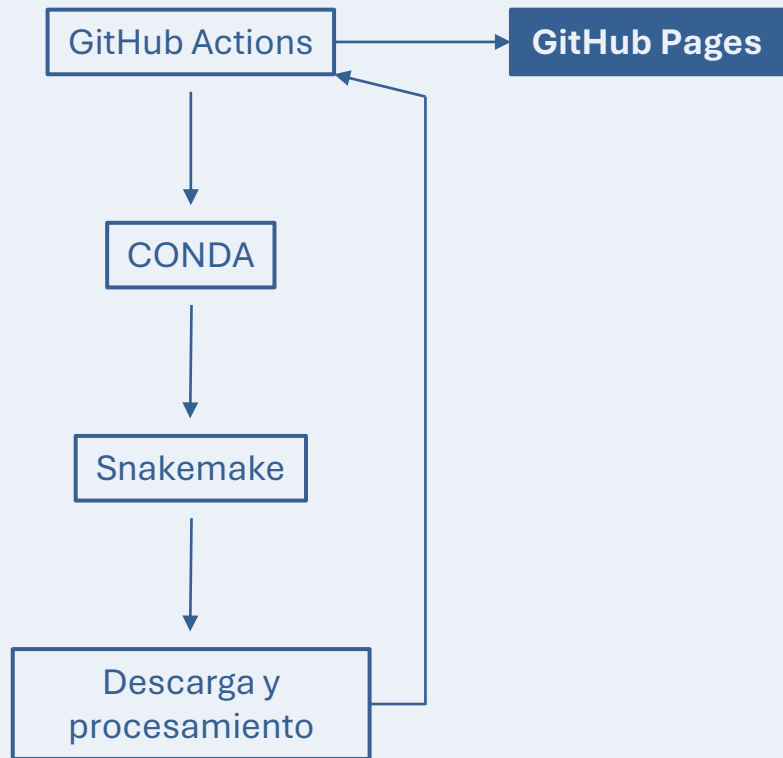 GitHub Actions
GitHub Pages
CONDA
Snakemake
Descarga y
procesamiento